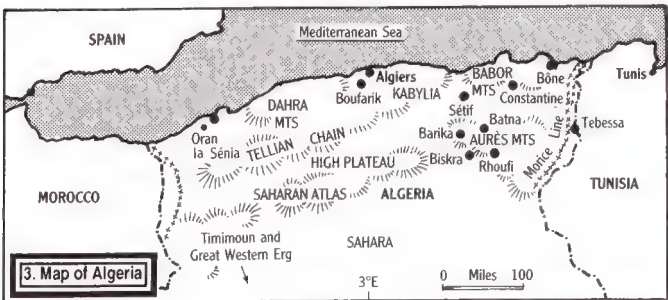 SPAIN
Mediterranean Sea
Algiers
Boufarik
KABYLIA
BABOR
MTS
Bône
Tunis
Constantine
DAHRA
MTS
Sétif
Oran
la Sénia
TELLIAN CHAIN
Barika
Batna
AURÈS MTS
Morice Line
Tebessa
HIGH PLATEAU
Biskra
Rhoufi
MOROCCO
SAHARAN ATLAS
ALGERIA
TUNISIA
Timimoun and
Great Western Erg
SAHARA
3. Map of Algeria
3°E
0 Miles 100